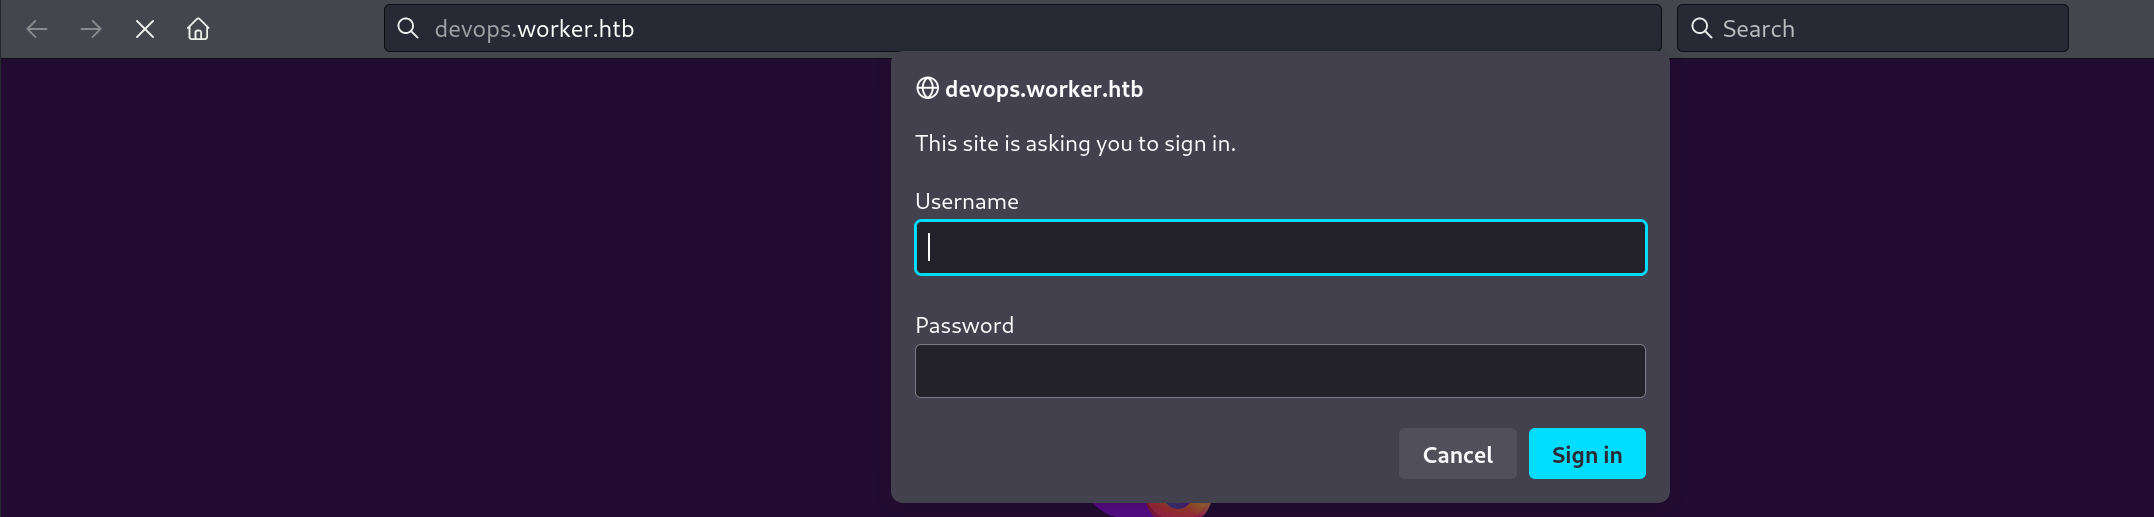 devops.worker.htb
Search
devops.worker.htb
This site is asking you to sign in.
Username
Password
Cancel
Sign in